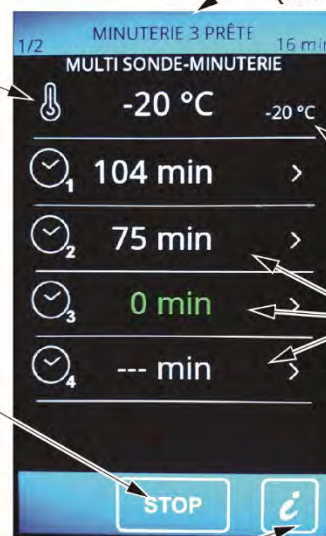 MINUTERIE 3 PRÊTE
1/2 16 min
MULTI SONDE-MINUTERIE
-20 °C -20 °C
1 104 min >
2 75 min >
3 0 min >
4 --- min >
STOP i